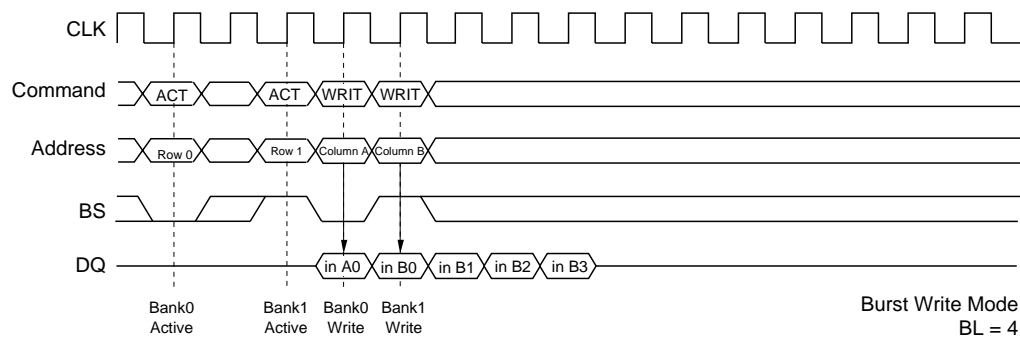 CLK
Command ACT ACT WRIT WRIT
Address Row 0 Row 1 Column A Column B
BS
DQ in A0 in B0 in B1 in B2 in B3
Bank0 Bank1 Bank0 Bank1
Active Active Write Write
Burst Write Mode
BL = 4